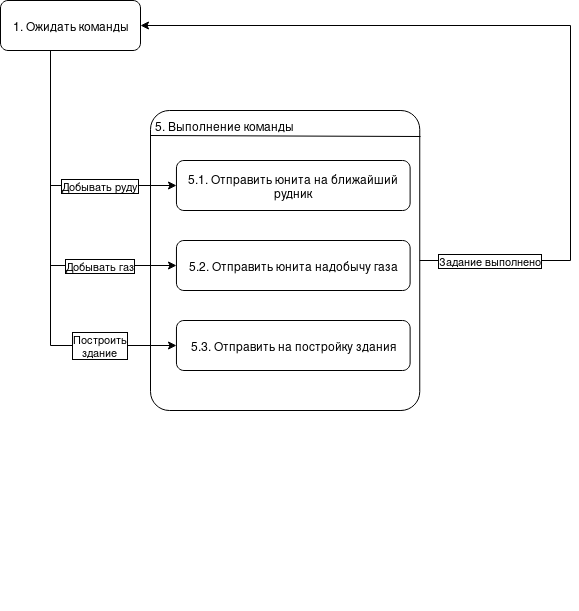 1. Ожидать команды
5. Выполнение команды
Добывать руду
5.1. Отправить юнита на ближайший
рудник
Добывать газ
5.2. Отправить юнита надобычу газа
Задание выполнено
Построить
здание
5.3. Отправить на постройку здания